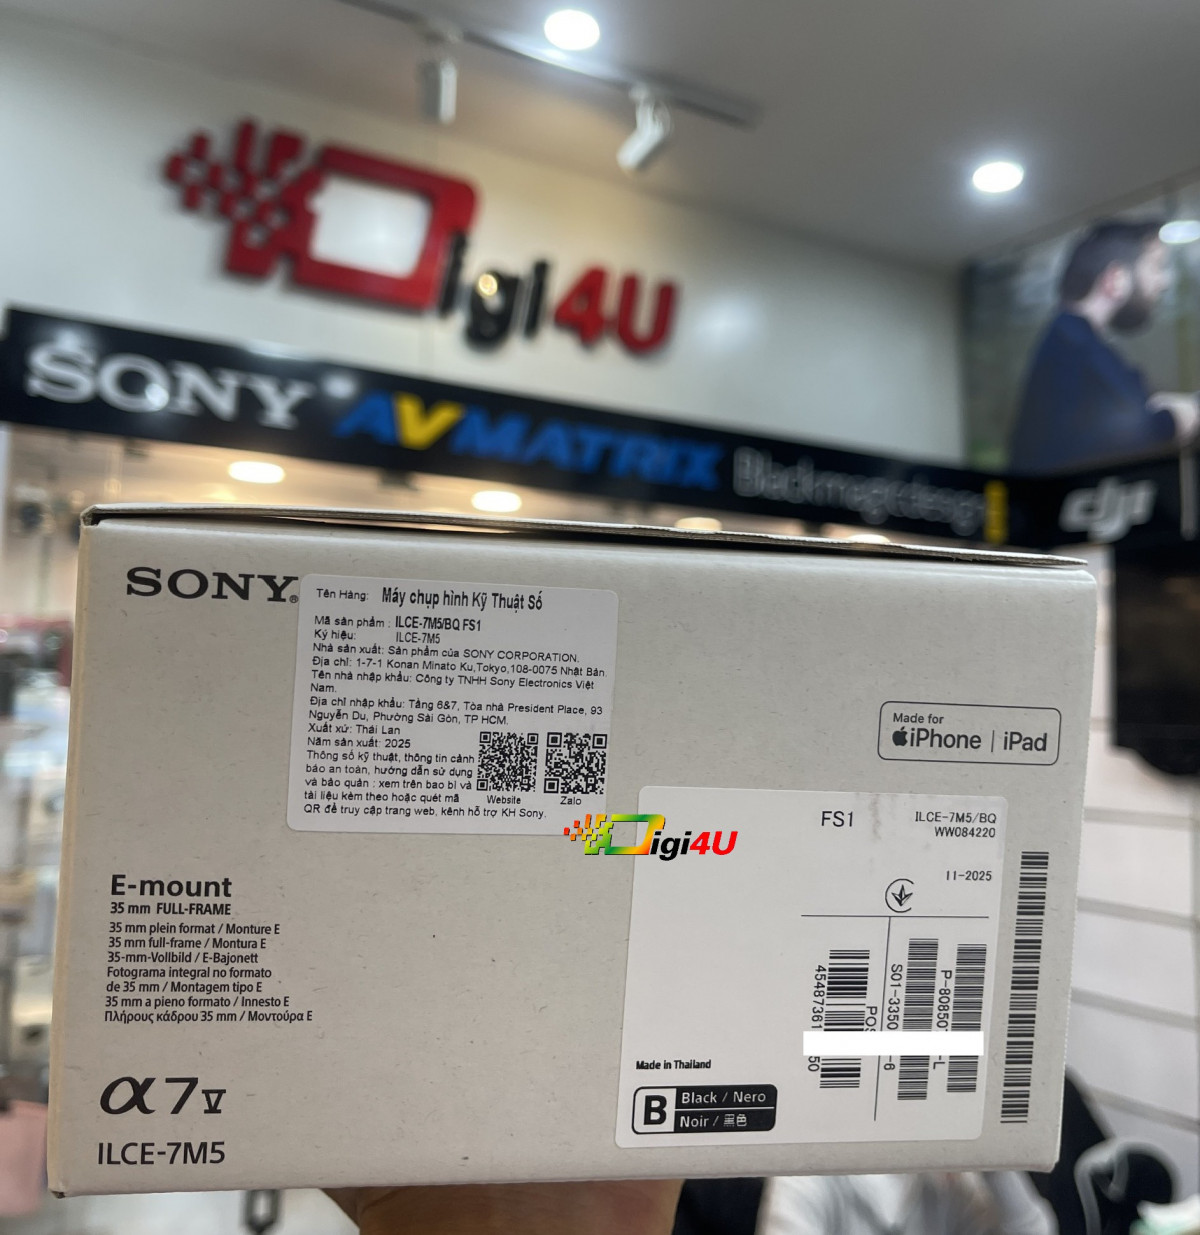 Digi4U
SONY AVMATRIX Blackmagicdesign dji
SONY®
Tên Hàng: Máy chụp hình Kỹ Thuật Số
Mã sản phẩm : ILCE-7M5/BQ FS1
Ký hiệu: ILCE-7M5
Nhà sản xuất: Sản phẩm của SONY CORPORATION.
Địa chỉ: 1-7-1 Konan Minato Ku,Tokyo,108-0075 Nhật Bản.
Tên nhà nhập khẩu: Công ty TNHH Sony Electronics Việt
Nam.
Địa chỉ nhập khẩu: Tầng 6&7, Tòa nhà President Place, 93
Nguyễn Du, Phường Sài Gòn, TP HCM.
Xuất xứ: Thái Lan
Năm sản xuất: 2025
Thông số kỹ thuật, thông tin cảnh
báo an toàn, hướng dẫn sử dụng
và bảo quản : xem trên bao bì và
tài liệu kèm theo hoặc quét mã
QR để truy cập trang web, kênh hỗ trợ KH Sony.
Website
Zalo
Made for
iPhone | iPad
Digi4U
FS1
ILCE-7M5/BQ
WW084220
11-2025
E-mount
35 mm FULL-FRAME
35 mm plein format / Monture E
35 mm full-frame / Montura E
35-mm-Vollbild / E-Bajonett
Fotograma integral no formato
de 35 mm / Montagem tipo E
35 mm a pieno formato / Innesto E
Πλήρους κάδρου 35 mm / Μοντούρα E
α7V
ILCE-7M5
Made in Thailand
B
Black / Nero
Noir / 黑色